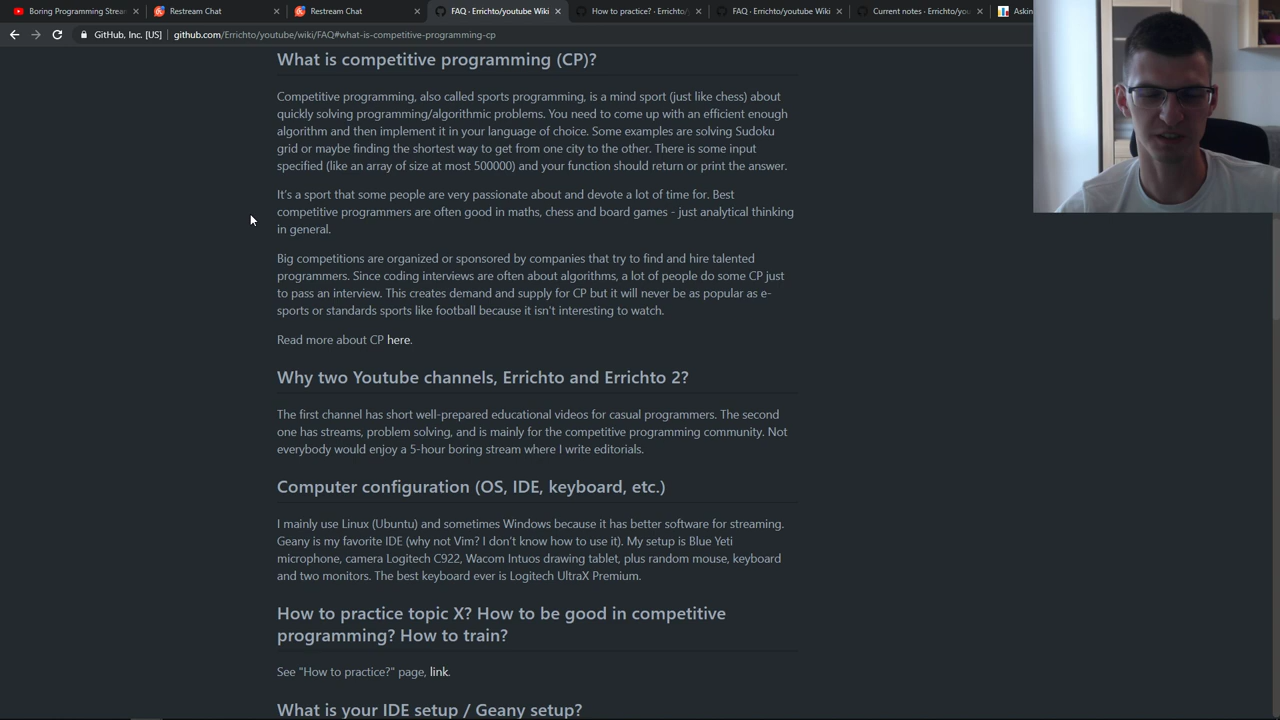 Boring Programming Strea
Restream Chat
Restream Chat
FAQ · Errichto/youtube Wiki
How to practice? · Errichto/
FAQ · Errichto/youtube Wiki
Current notes · Errichto/yo
Askin
GitHub, Inc. [US]
github.com/Errichto/youtube/wiki/FAQ#what-is-competitive-programming-cp
What is competitive programming (CP)?
Competitive programming, also called sports programming, is a mind sport (just like chess) about
quickly solving programming/algorithmic problems. You need to come up with an efficient enough
algorithm and then implement it in your language of choice. Some examples are solving Sudoku
grid or maybe finding the shortest way to get from one city to the other. There is some input
specified (like an array of size at most 500000) and your function should return or print the answer.
It's a sport that some people are very passionate about and devote a lot of time for. Best
competitive programmers are often good in maths, chess and board games - just analytical thinking
in general.
Big competitions are organized or sponsored by companies that try to find and hire talented
programmers. Since coding interviews are often about algorithms, a lot of people do some CP just
to pass an interview. This creates demand and supply for CP but it will never be as popular as e-
sports or standards sports like football because it isn't interesting to watch.
Read more about CP here.
Why two Youtube channels, Errichto and Errichto 2?
The first channel has short well-prepared educational videos for casual programmers. The second
one has streams, problem solving, and is mainly for the competitive programming community. Not
everybody would enjoy a 5-hour boring stream where I write editorials.
Computer configuration (OS, IDE, keyboard, etc.)
I mainly use Linux (Ubuntu) and sometimes Windows because it has better software for streaming.
Geany is my favorite IDE (why not Vim? I don't know how to use it). My setup is Blue Yeti
microphone, camera Logitech C922, Wacom Intuos drawing tablet, plus random mouse, keyboard
and two monitors. The best keyboard ever is Logitech UltraX Premium.
How to practice topic X? How to be good in competitive
programming? How to train?
See "How to practice?" page, link.
What is your IDE setup / Geany setup?